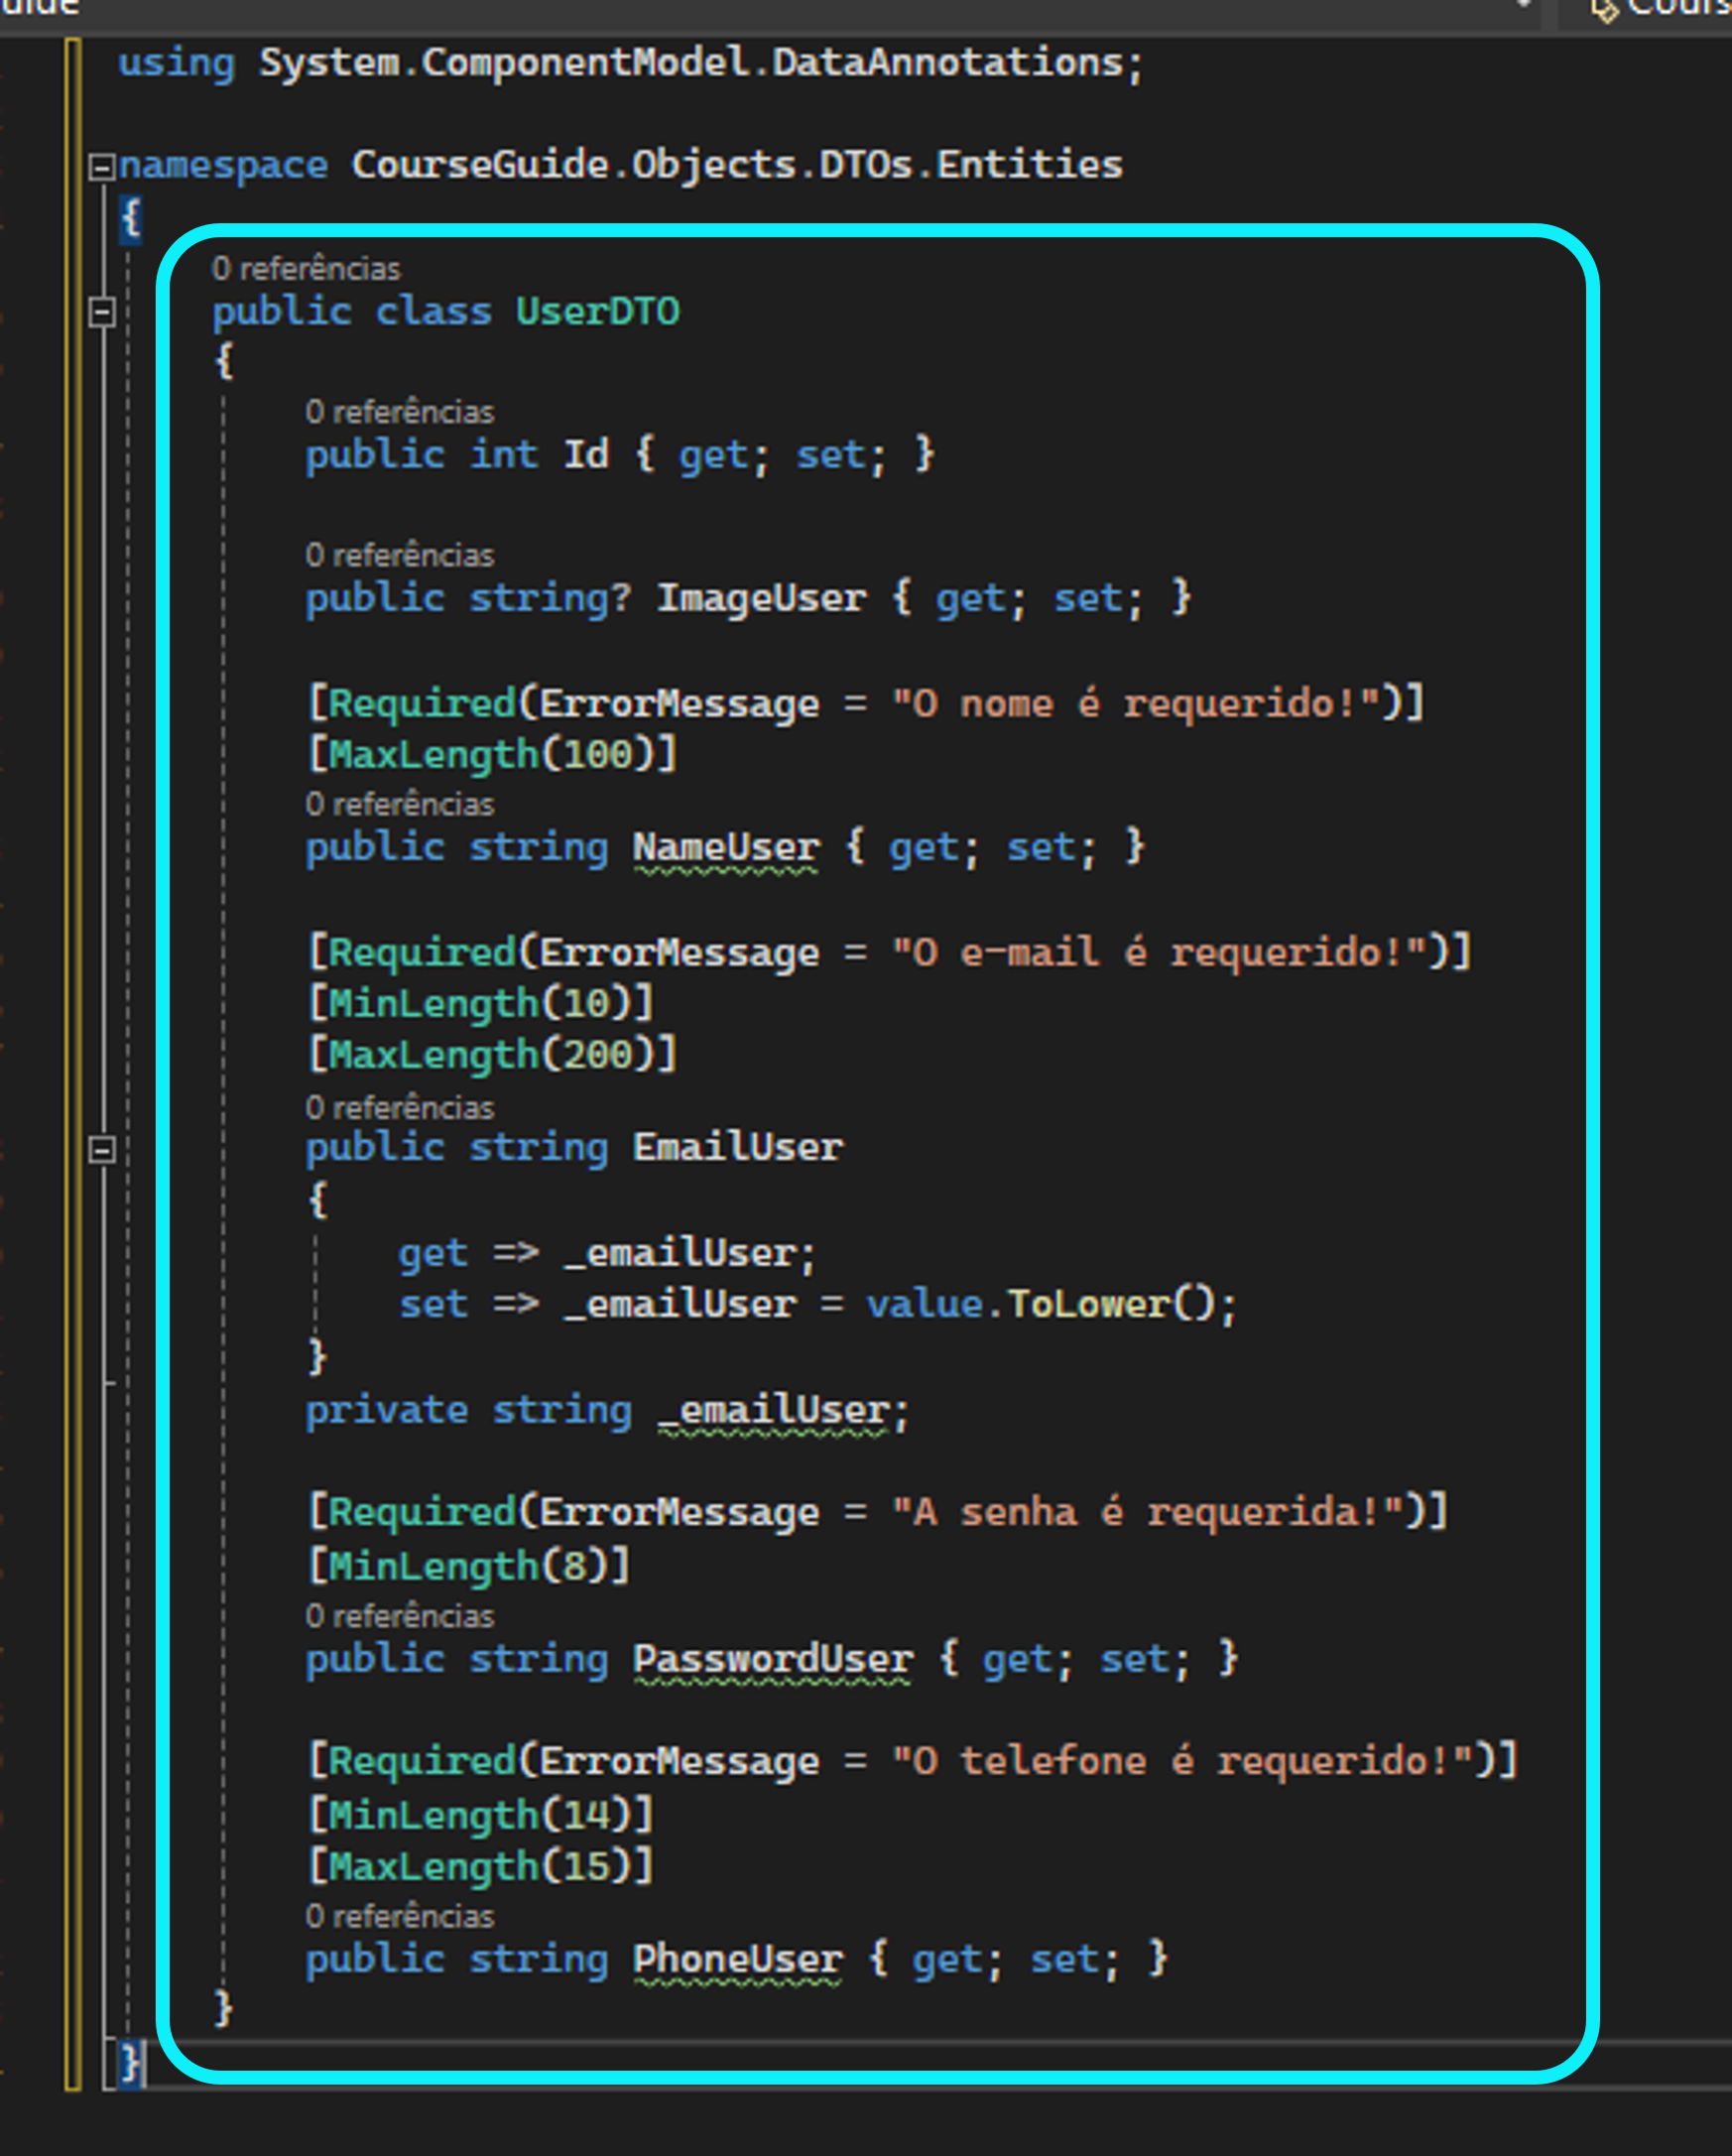 using System.ComponentModel.DataAnnotations;
namespace CourseGuide.Objects.DTOs.Entities
{
0 referências
public class UserDTO
{
0 referências
public int Id { get; set; }
0 referências
public string? ImageUser { get; set; }
[Required(ErrorMessage = "O nome é requerido!")]
[MaxLength(100)]
0 referências
public string NameUser { get; set; }
[Required(ErrorMessage = "O e-mail é requerido!")]
[MinLength(10)]
[MaxLength(200)]
0 referências
public string EmailUser
{
get => _emailUser;
set => _emailUser = value.ToLower();
}
private string _emailUser;
[Required(ErrorMessage = "A senha é requerida!")]
[MinLength(8)]
0 referências
public string PasswordUser { get; set; }
[Required(ErrorMessage = "O telefone é requerido!")]
[MinLength(14)]
[MaxLength(15)]
0 referências
public string PhoneUser { get; set; }
}
}